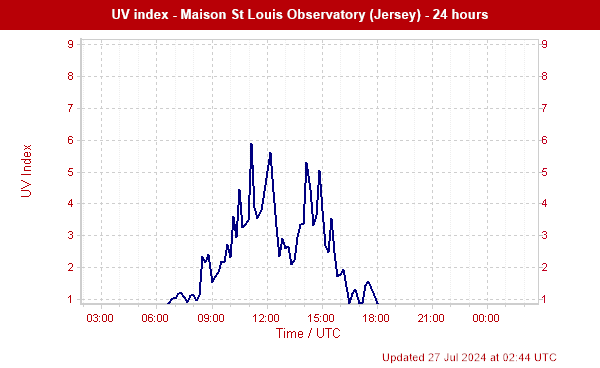 UV index - Maison St Louis Observatory (Jersey) - 24 hours
9 9
8 8
7 7
6 6
5 5
4 4
3 3
2 2
1 1
UV Index
03:00 06:00 09:00 12:00 15:00 18:00 21:00 00:00
Time / UTC
Updated 27 Jul 2024 at 02:44 UTC